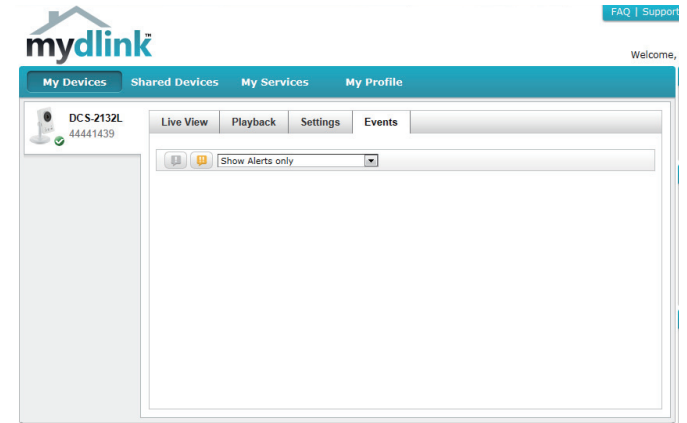 FAQ | Support
mydlink
Welcome,
My Devices Shared Devices My Services My Profile
DCS-2132L
44441439
Live View Playback Settings Events
Show Alerts only